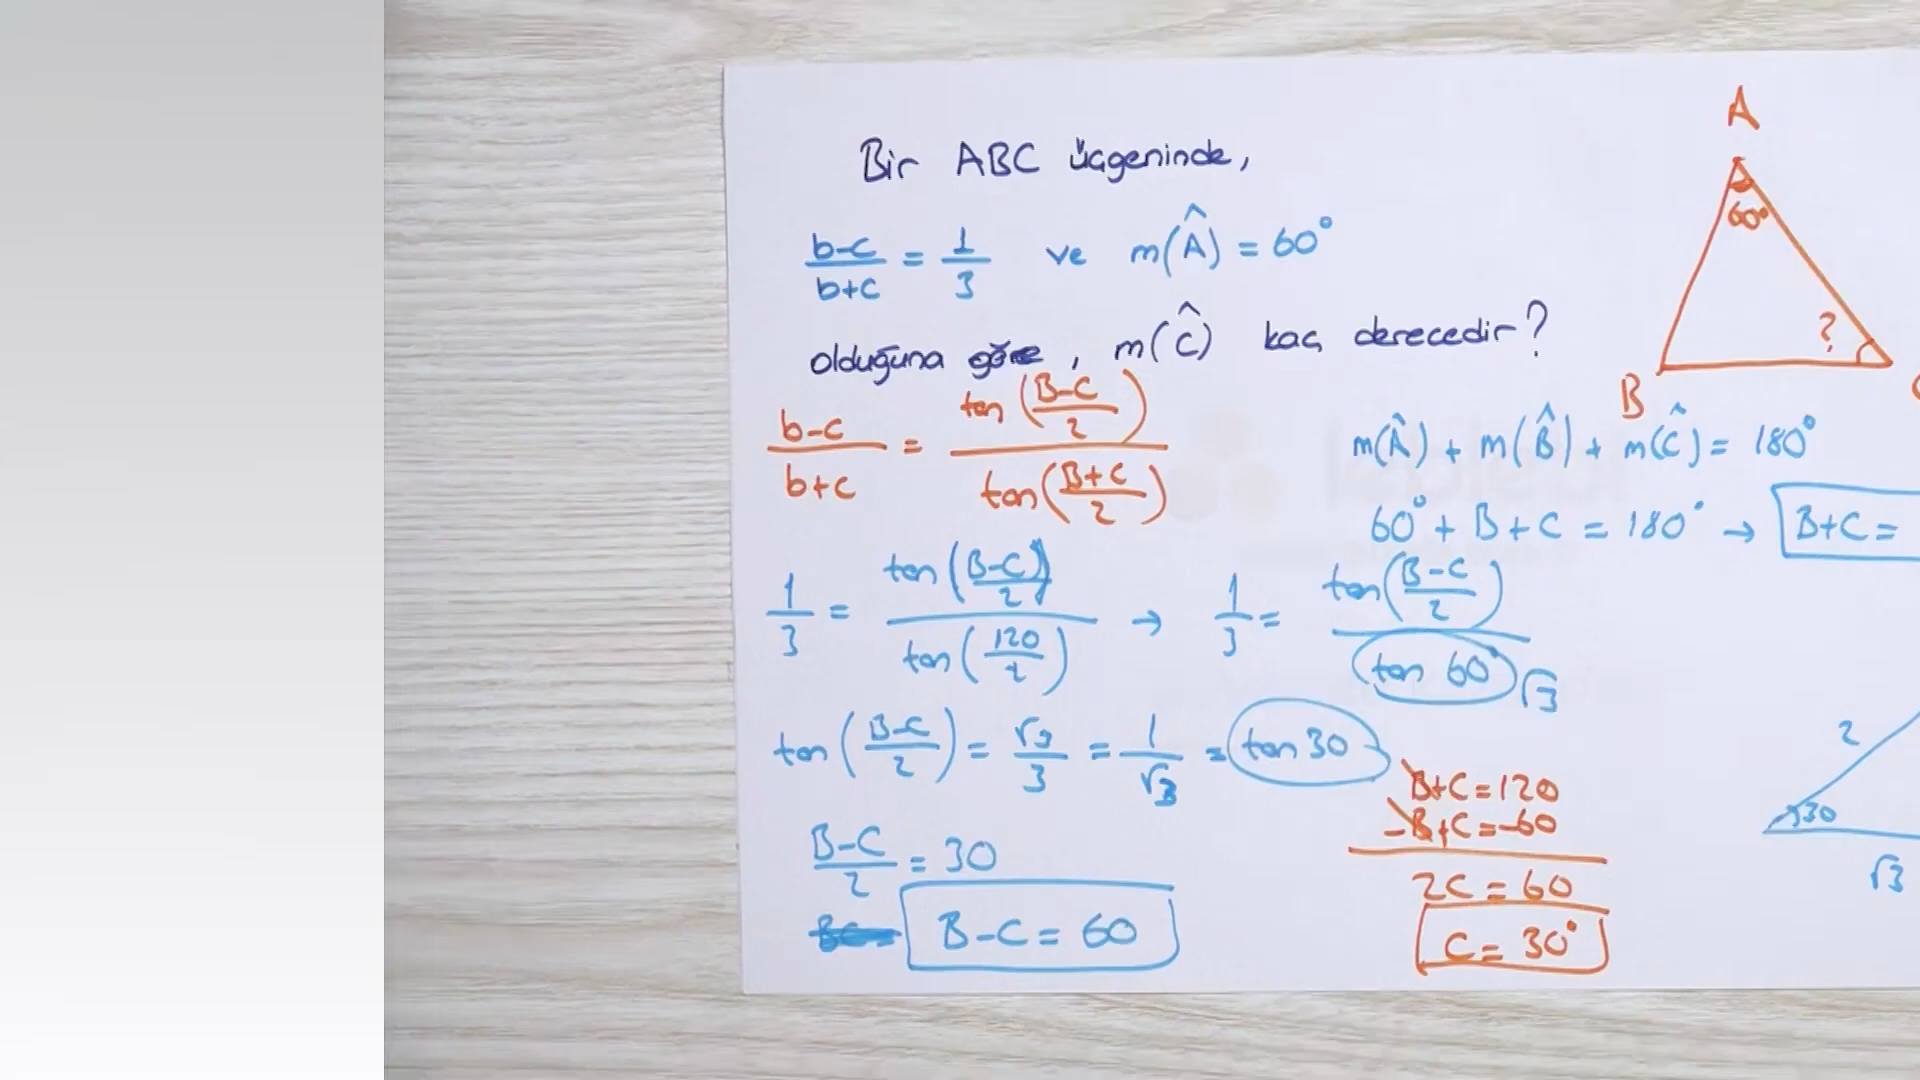 Bir ABC üçgeninde,
b-c/b+c = 1/3 ve m(Â) = 60°
olduğuna göre, m(Ĉ) kaç derecedir?
b-c/b+c = tan(B-C/2)/tan(B+C/2)
1/3 = tan(B-C/2)/tan(120/2) → 1/3 = tan(B-C/2)/tan 60° √3
tan(B-C/2) = √3/3 = 1/√3 = tan 30
B-C/2 = 30
B-C = 60
A
60°
?
B
m(Â) + m(B̂) + m(Ĉ) = 180°
60° + B + C = 180° → B+C =
B+C = 120
-B+C = -60
2C = 60
C = 30°
2
30
√3